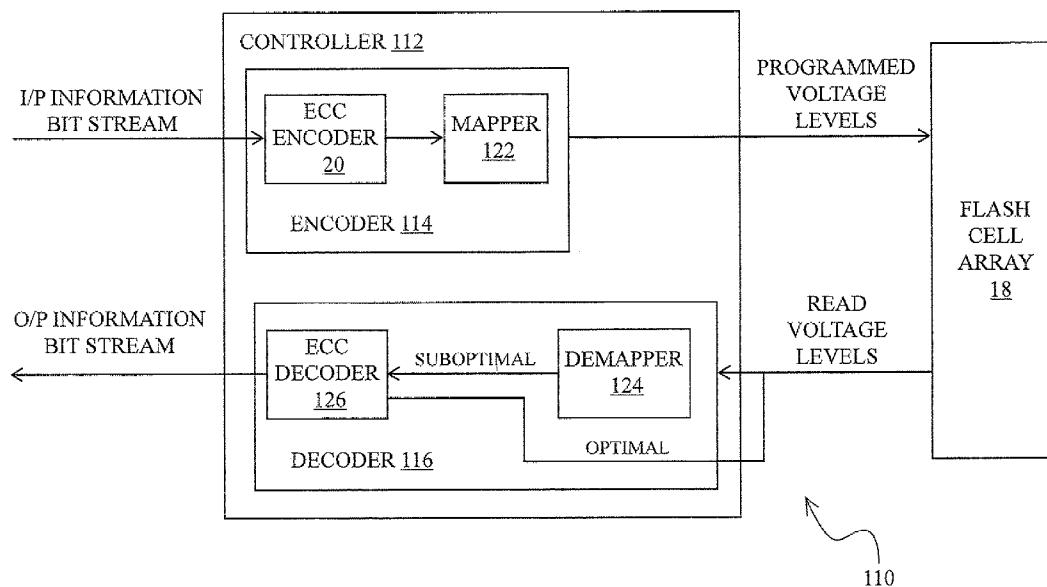 CONTROLLER 112
I/P INFORMATION
BIT STREAM
ECC
ENCODER
20
MAPPER
122
ENCODER 114
PROGRAMMED
VOLTAGE
LEVELS
FLASH
CELL
ARRAY
18
O/P INFORMATION
BIT STREAM
ECC
DECODER
126
SUBOPTIMAL
DEMAPPER
124
READ
VOLTAGE
LEVELS
OPTIMAL
DECODER 116
110